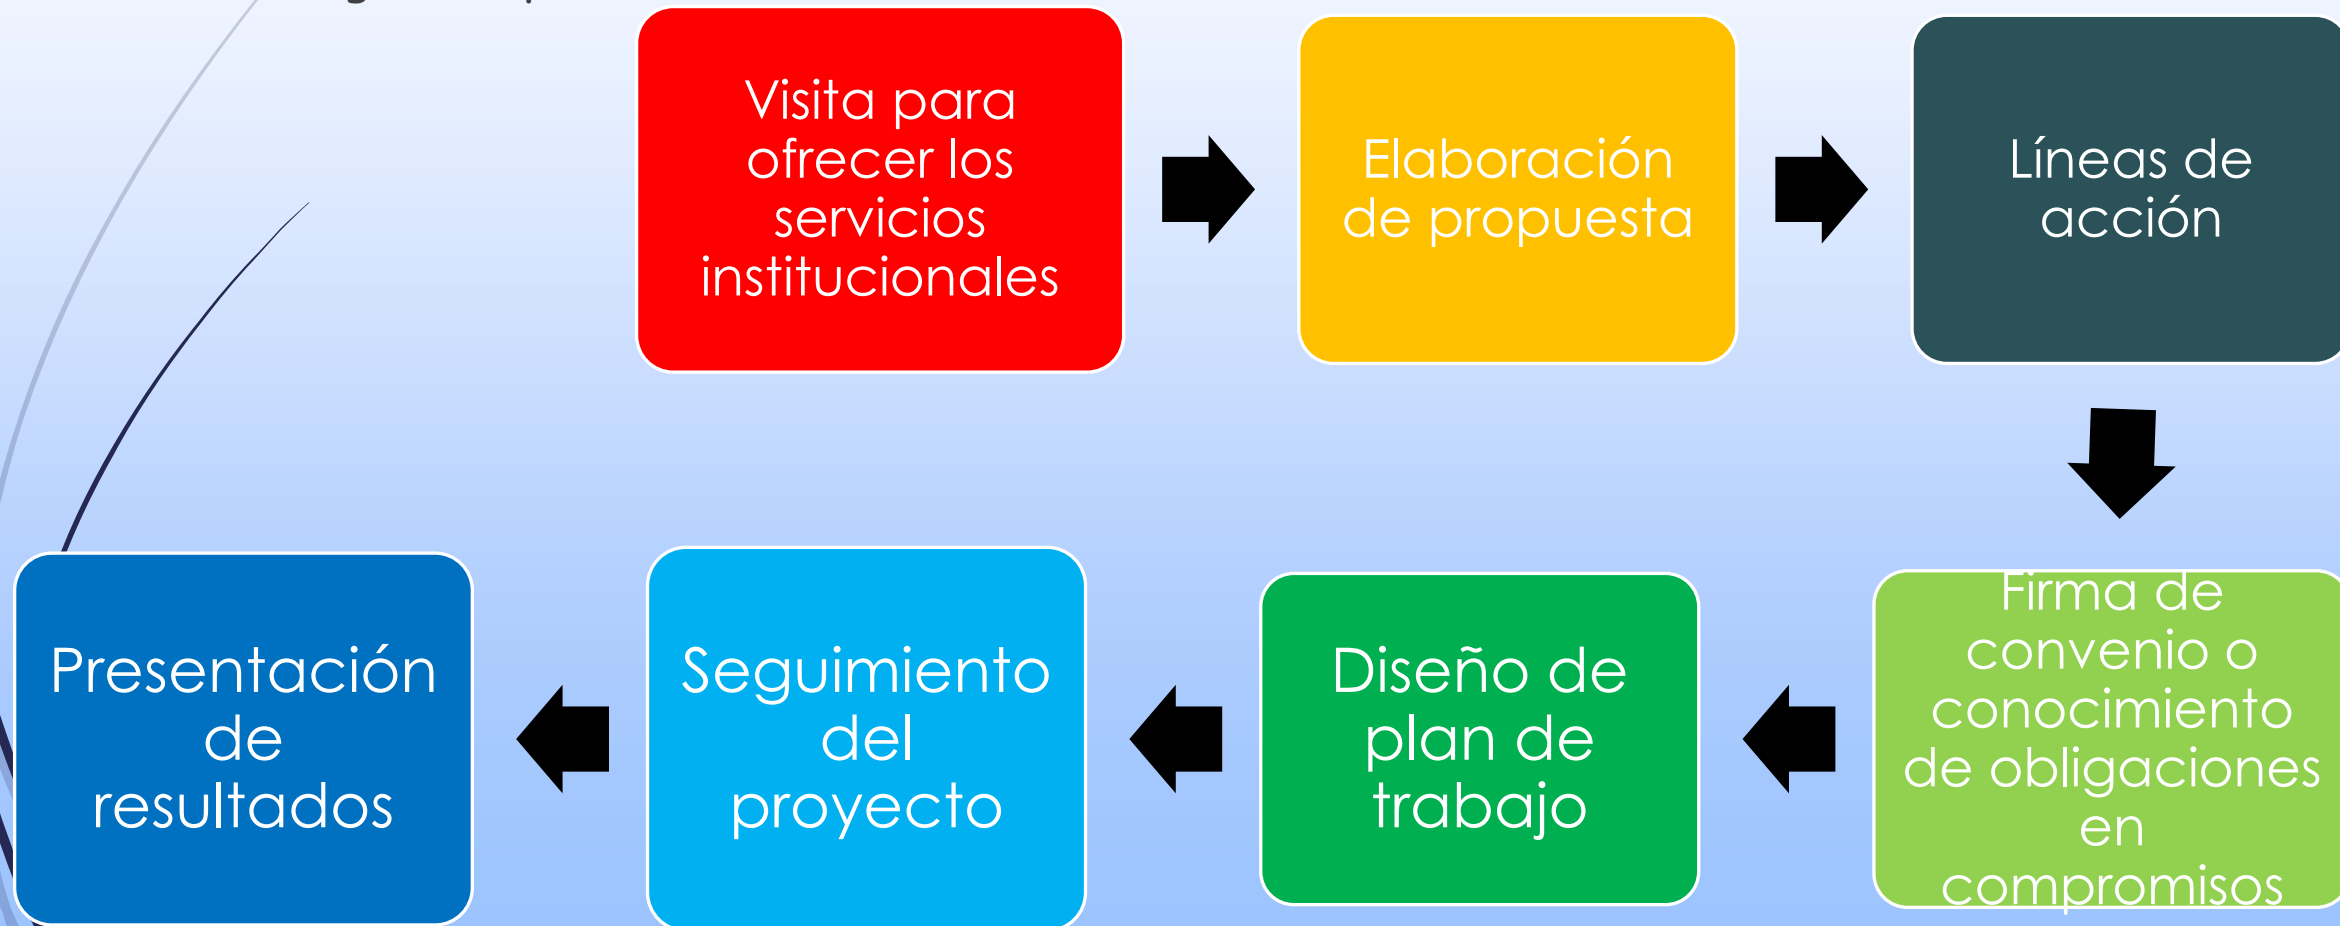 Visita para
ofrecer los
servicios
institucionales
Elaboración
de propuesta
Líneas de
acción
Firma de
convenio o
conocimiento
de obligaciones
en
compromisos
Diseño de
plan de
trabajo
Seguimiento
del
proyecto
Presentación
de
resultados